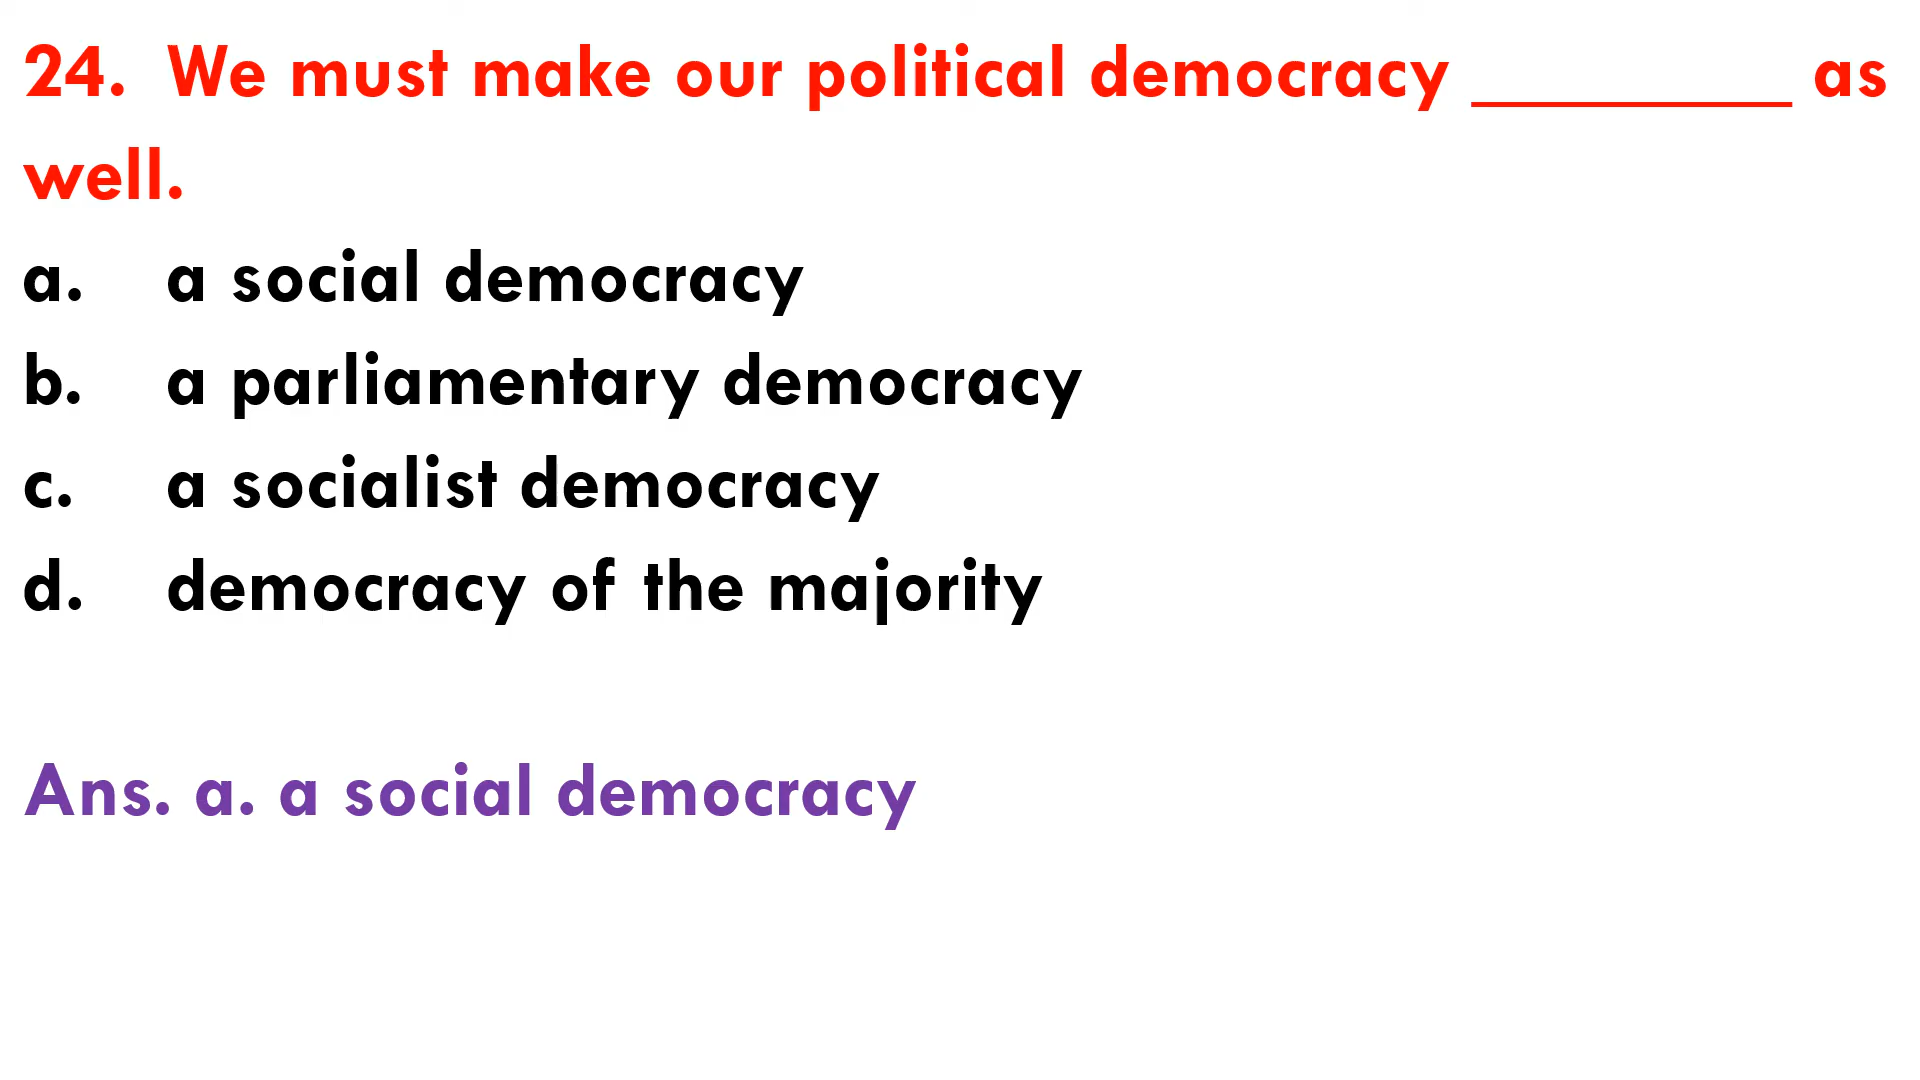 24. We must make our political democracy __________ as
well.
a. a social democracy
b. a parliamentary democracy
c. a socialist democracy
d. democracy of the majority
Ans. a. a social democracy